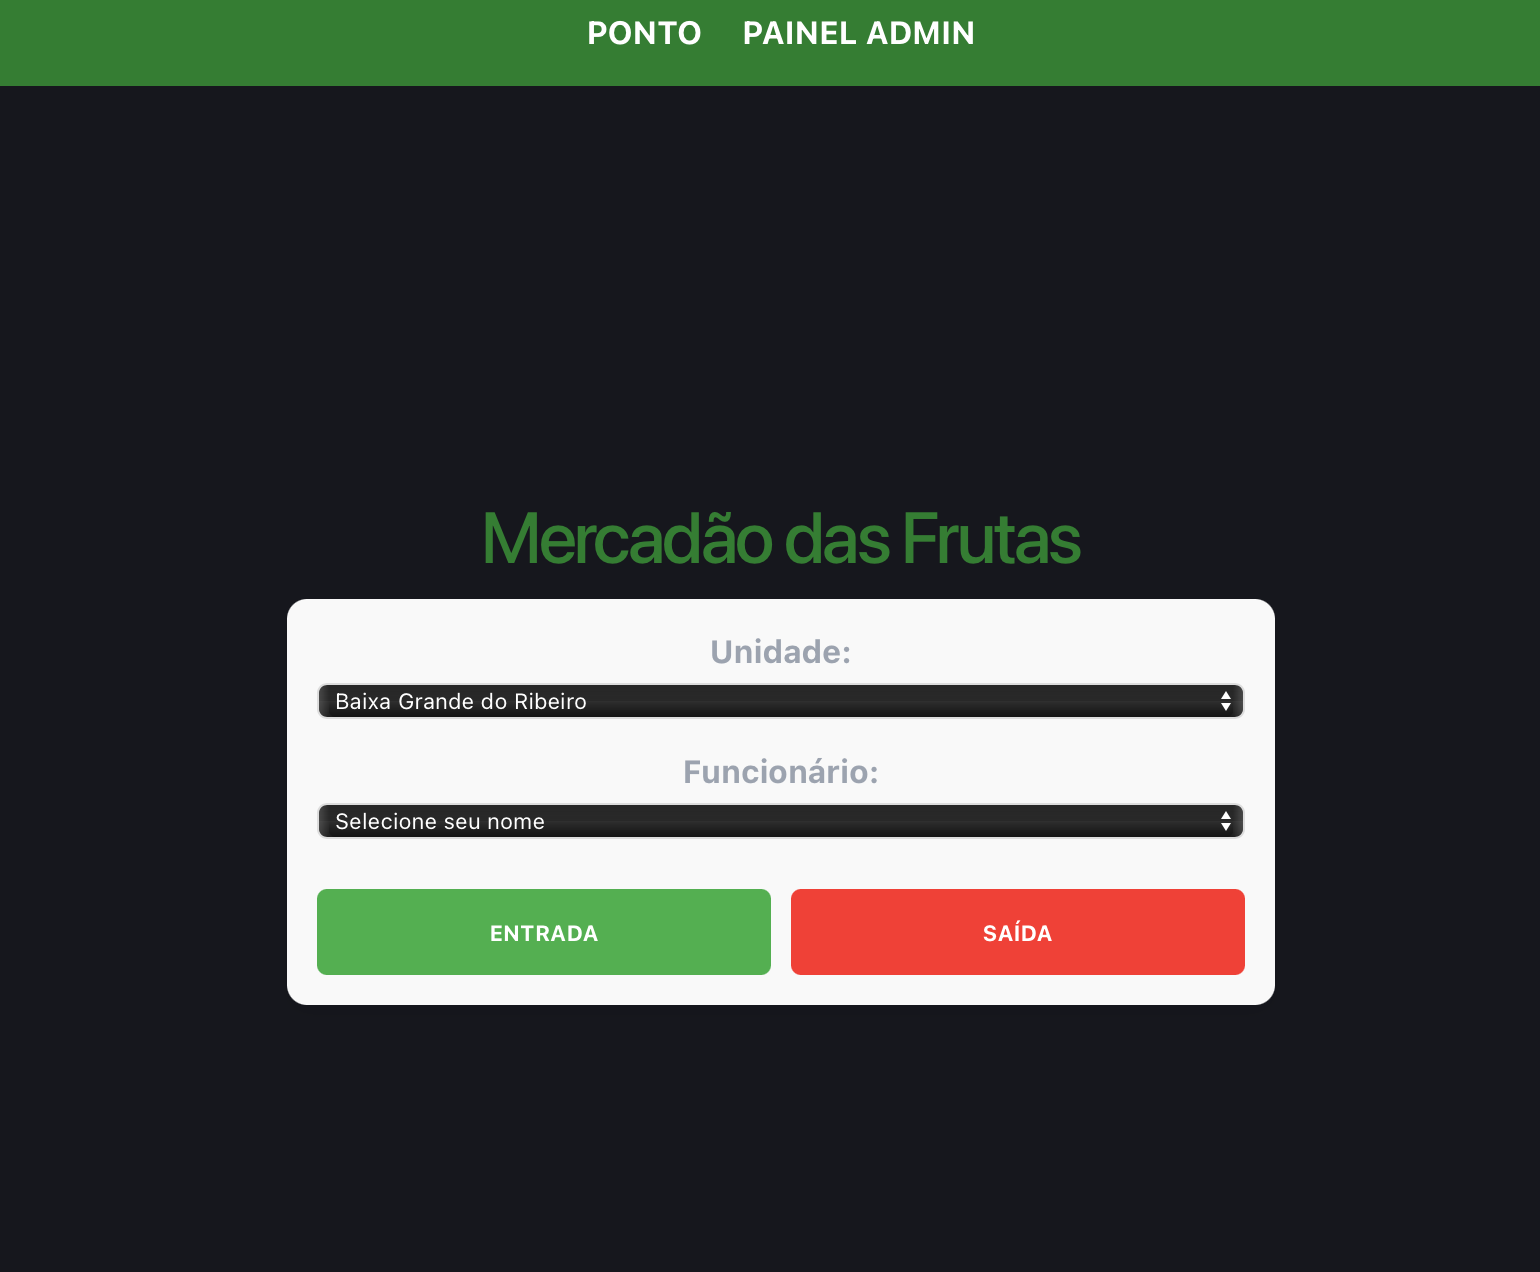 PONTO PAINEL ADMIN
Mercadão das Frutas
Unidade:
Baixa Grande do Ribeiro
Funcionário:
Selecione seu nome
ENTRADA SAÍDA